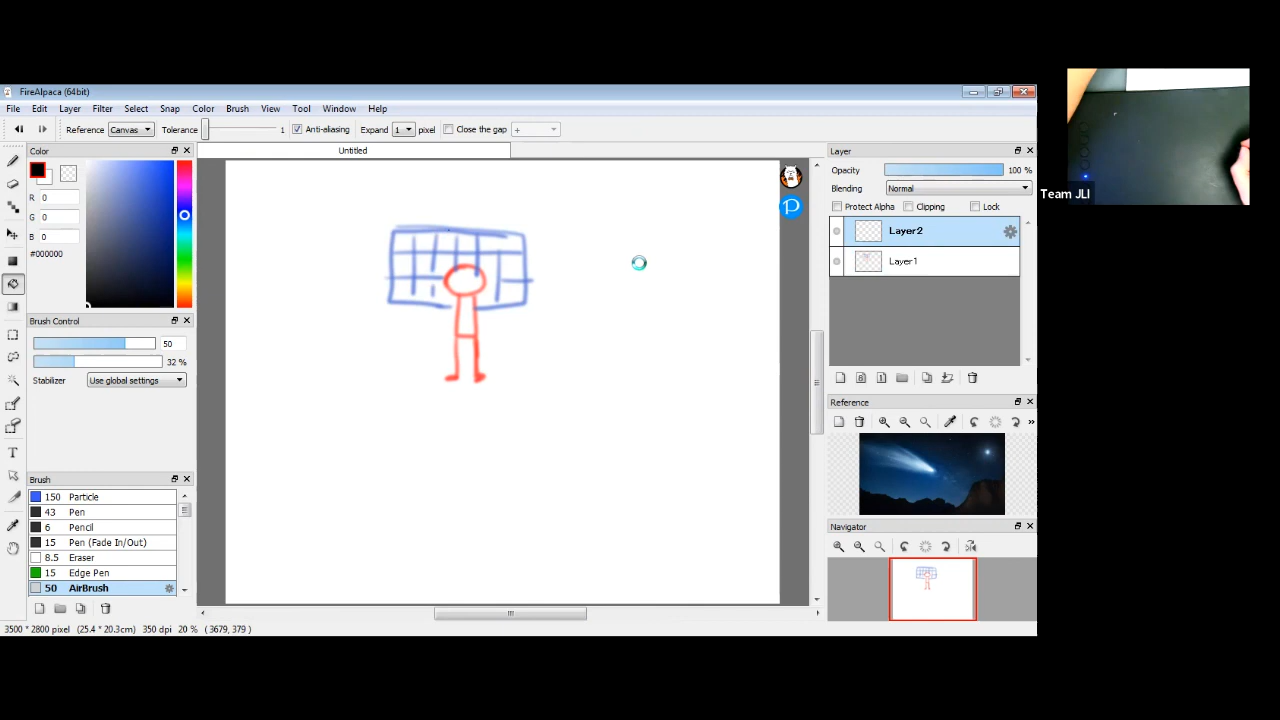 FireAlpaca (64bit)
File Edit Layer Filter Select Snap Color Brush View Tool Window Help
Reference Canvas Tolerance 1 Anti-aliasing Expand 1 pixel Close the gap +
Color
Untitled
Layer
R 0
G 0
B 0
#000000
Opacity 100 %
Blending Normal
Protect Alpha Clipping Lock
Layer2
Layer1
Team JLI
Brush Control
50
32 %
Stabilizer Use global settings
Reference
Brush
150 Particle
43 Pen
6 Pencil
15 Pen (Fade In/Out)
8.5 Eraser
15 Edge Pen
50 AirBrush
Navigator
3500 * 2800 pixel (25.4 * 20.3cm) 350 dpi 20 % ( 3679, 379 )